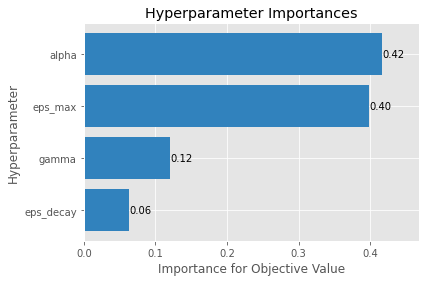 Hyperparameter Importances
Hyperparameter
alpha
0.42
eps_max
0.40
gamma
0.12
eps_decay
0.06
0.0 0.1 0.2 0.3 0.4
Importance for Objective Value